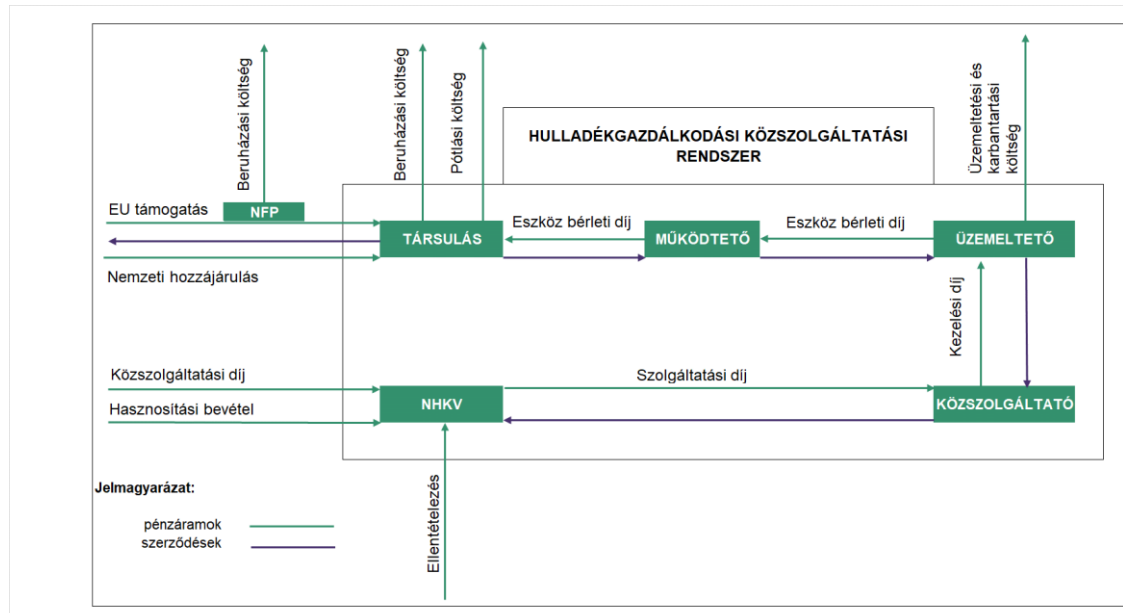 Beruházási költség
Beruházási költség
Pótlási költség
Üzemeltetési és
karbantartási
költség
HULLADÉKGAZDÁLKODÁSI KÖZSZOLGÁLTATÁSI
RENDSZER
EU támogatás
NFP
TÁRSULÁS
Eszköz bérleti díj
MŰKÖDTETŐ
Eszköz bérleti díj
ÜZEMELTETŐ
Nemzeti hozzájárulás
Kezelési díj
Közszolgáltatási díj
NHKV
Szolgáltatási díj
KÖZSZOLGÁLTATÓ
Hasznosítási bevétel
Ellentételezés
Jelmagyarázat:
pénzáramok
szerződések